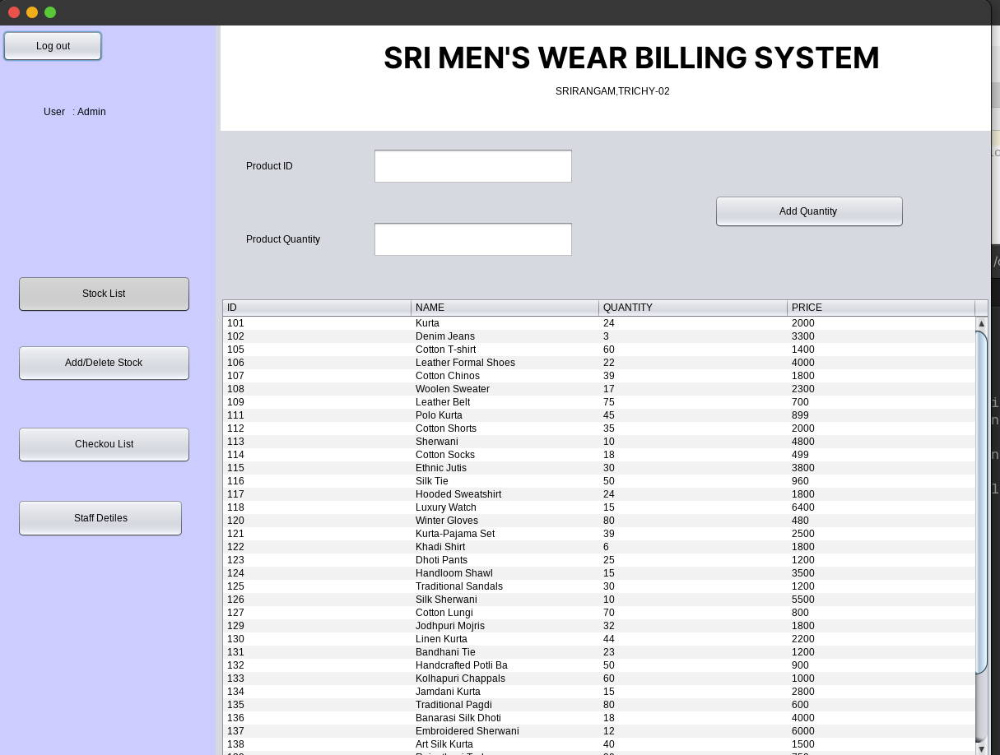 Log out
SRI MEN'S WEAR BILLING SYSTEM
SRIRANGAM,TRICHY-02
User : Admin
Product ID
Add Quantity
Product Quantity
Stock List
Add/Delete Stock
Checkou List
Staff Detiles
ID NAME QUANTITY PRICE
101 Kurta 24 2000
102 Denim Jeans 3 3300
105 Cotton T-shirt 60 1400
106 Leather Formal Shoes 22 4000
107 Cotton Chinos 39 1800
108 Woolen Sweater 17 2300
109 Leather Belt 75 700
111 Polo Kurta 45 899
112 Cotton Shorts 35 2000
113 Sherwani 10 4800
114 Cotton Socks 18 499
115 Ethnic Jutis 30 3800
116 Silk Tie 50 960
117 Hooded Sweatshirt 24 1800
118 Luxury Watch 15 6400
120 Winter Gloves 80 480
121 Kurta-Pajama Set 39 2500
122 Khadi Shirt 6 1800
123 Dhoti Pants 25 1200
124 Handloom Shawl 15 3500
125 Traditional Sandals 30 1200
126 Silk Sherwani 10 5500
127 Cotton Lungi 70 800
129 Jodhpuri Mojris 32 1800
130 Linen Kurta 44 2200
131 Bandhani Tie 23 1200
132 Handcrafted Potli Ba 50 900
133 Kolhapuri Chappals 60 1000
134 Jamdani Kurta 15 2800
135 Traditional Pagdi 80 600
136 Banarasi Silk Dhoti 18 4000
137 Embroidered Sherwani 12 6000
138 Art Silk Kurta 40 1500